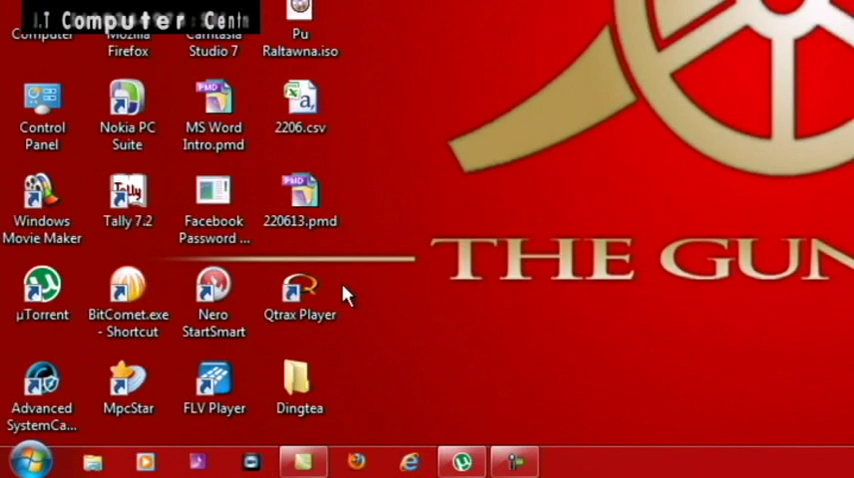 I.T Computer Centr
Computer
Mozilla
Firefox
Camtasia
Studio 7
Pu
Raltawna.iso
Control
Panel
Nokia PC
Suite
MS Word
Intro.pmd
2206.csv
Windows
Movie Maker
Tally 7.2
Facebook
Password ...
220613.pmd
THE GUN
µTorrent
BitComet.exe
- Shortcut
Nero
StartSmart
Qtrax Player
Advanced
SystemCa...
MpcStar
FLV Player
Dingtea